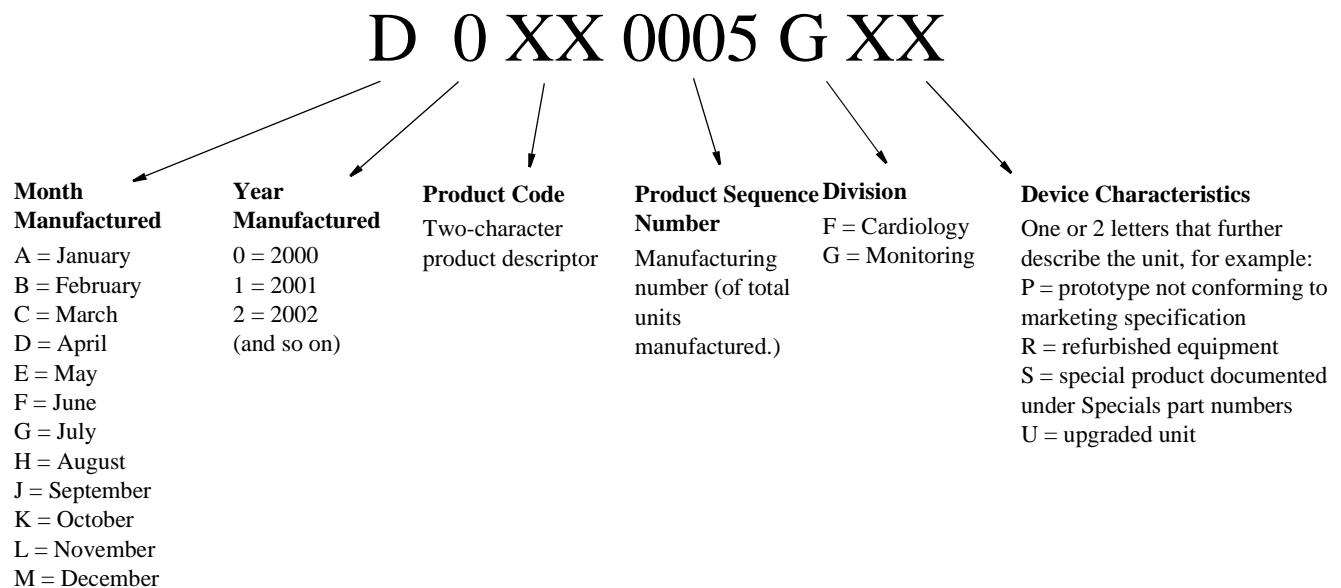 D 0 XX 0005 G XX
Month
Manufactured
A = January
B = February
C = March
D = April
E = May
F = June
G = July
H = August
J = September
K = October
L = November
M = December
Year
Manufactured
0 = 2000
1 = 2001
2 = 2002
(and so on)
Product Code
Two-character
product descriptor
Product Sequence
Number
Manufacturing
number (of total
units
manufactured.)
Division
F = Cardiology
G = Monitoring
Device Characteristics
One or 2 letters that further
describe the unit, for example:
P = prototype not conforming to
marketing specification
R = refurbished equipment
S = special product documented
under Specials part numbers
U = upgraded unit